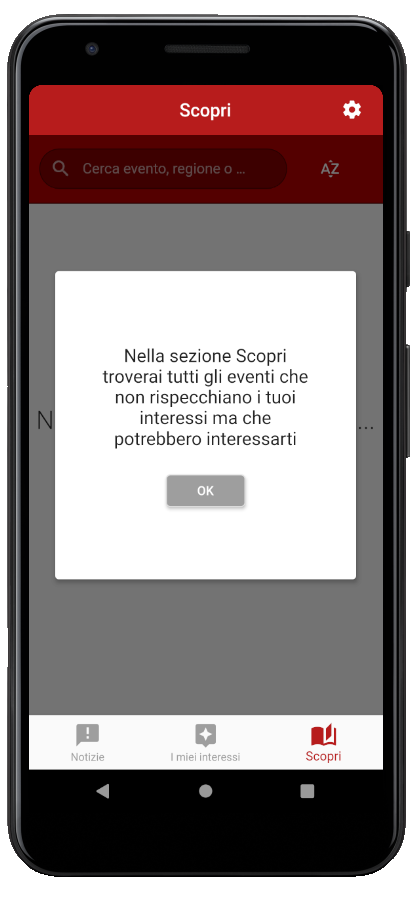 Scopri
Cerca evento, regione o ...
AZ
Nella sezione Scopri
troverai tutti gli eventi che
non rispecchiano i tuoi
interessi ma che
potrebbero interessarti
N
...
OK
Notizie
I miei interessi
Scopri